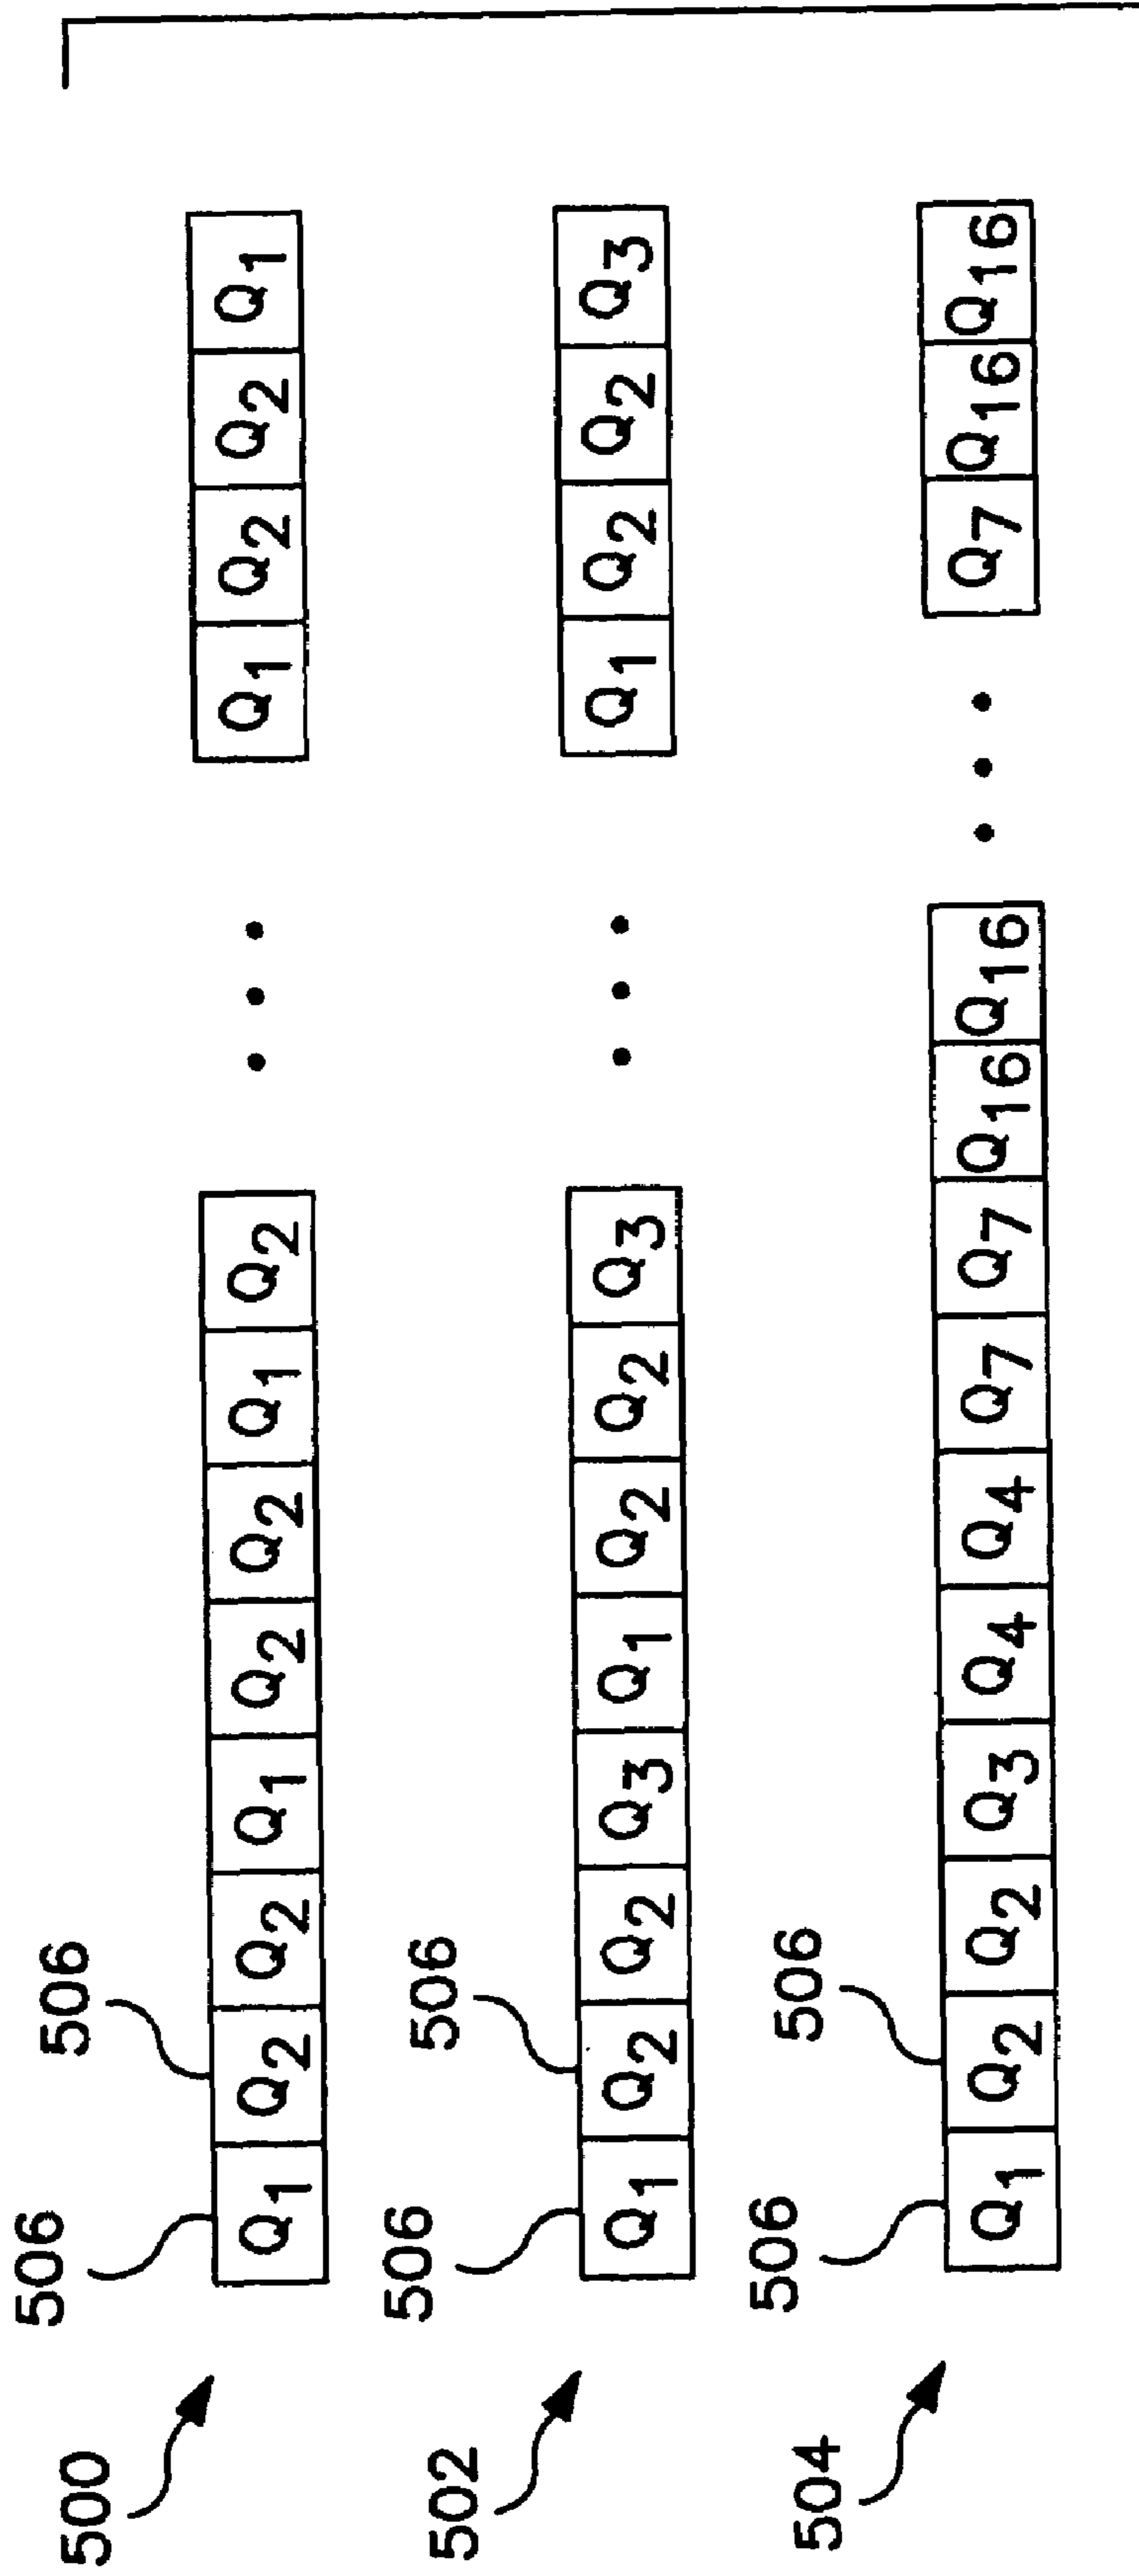 506 506
500 Q1 Q2 Q2 Q1 Q2 Q2 Q1 Q2 • • • Q1 Q2 Q2 Q1
506 506
502 Q1 Q2 Q2 Q3 Q1 Q2 Q2 Q3 • • • Q1 Q2 Q2 Q3
506 506
504 Q1 Q2 Q2 Q3 Q4 Q4 Q7 Q7 Q16 Q16 • • • Q7 Q16 Q16